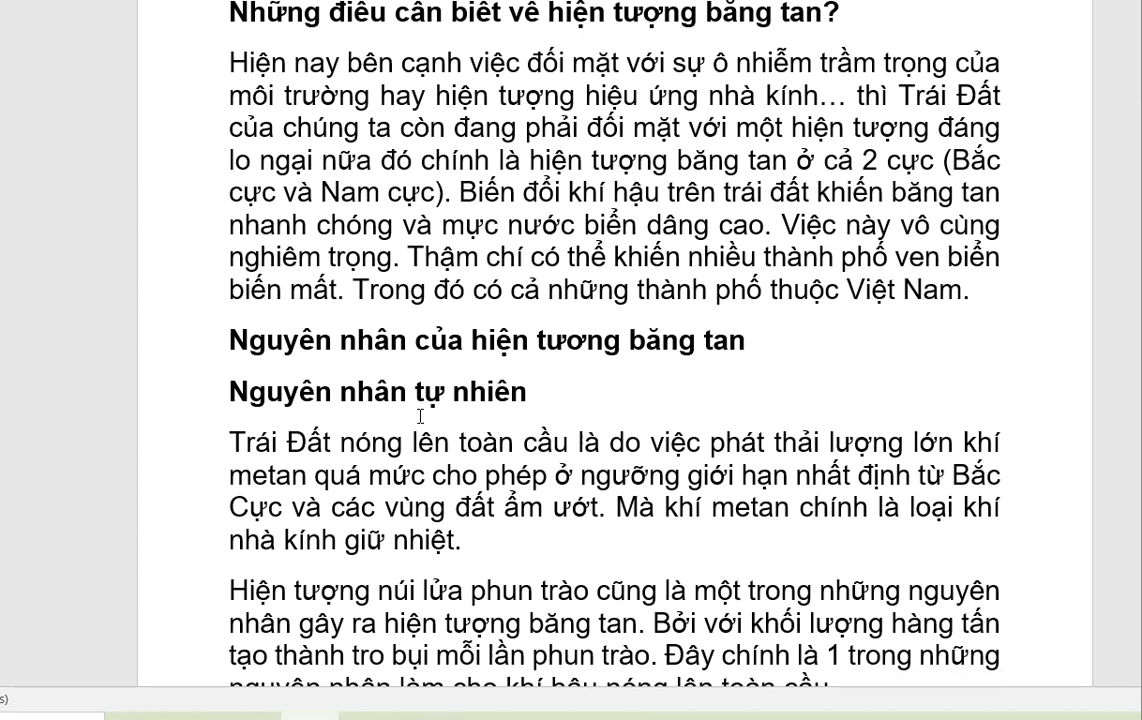 Những điều cần biết về hiện tượng băng tan?
Hiện nay bên cạnh việc đối mặt với sự ô nhiễm trầm trọng của
môi trường hay hiện tượng hiệu ứng nhà kính… thì Trái Đất
của chúng ta còn đang phải đối mặt với một hiện tượng đáng
lo ngại nữa đó chính là hiện tượng băng tan ở cả 2 cực (Bắc
cực và Nam cực). Biến đổi khí hậu trên trái đất khiến băng tan
nhanh chóng và mực nước biển dâng cao. Việc này vô cùng
nghiêm trọng. Thậm chí có thể khiến nhiều thành phố ven biển
biến mất. Trong đó có cả những thành phố thuộc Việt Nam.
Nguyên nhân của hiện tương băng tan
Nguyên nhân tự nhiên
Trái Đất nóng lên toàn cầu là do việc phát thải lượng lớn khí
metan quá mức cho phép ở ngưỡng giới hạn nhất định từ Bắc
Cực và các vùng đất ẩm ướt. Mà khí metan chính là loại khí
nhà kính giữ nhiệt.
Hiện tượng núi lửa phun trào cũng là một trong những nguyên
nhân gây ra hiện tượng băng tan. Bởi với khối lượng hàng tấn
tạo thành tro bụi mỗi lần phun trào. Đây chính là 1 trong những
nguyên nhân làm cho khí hậu nóng lên toàn cầu.
s)